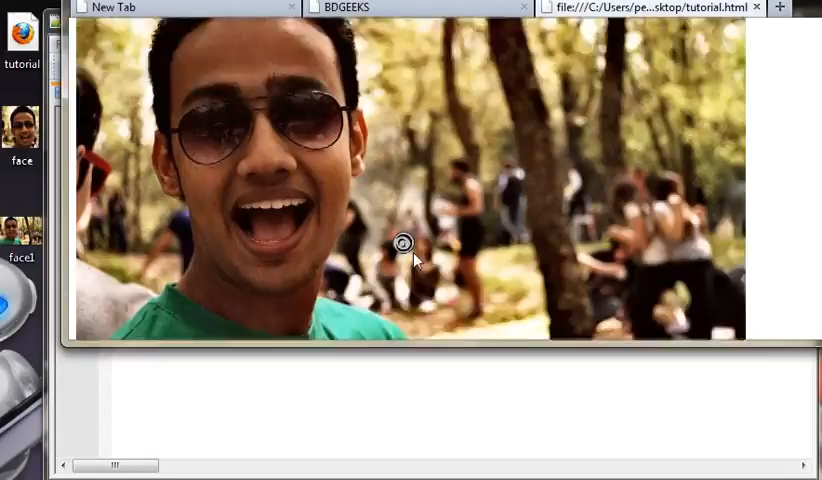 New Tab
BDGEEKS
file:///C:/Users/pe...sktop/tutorial.html
tutorial
face
face1